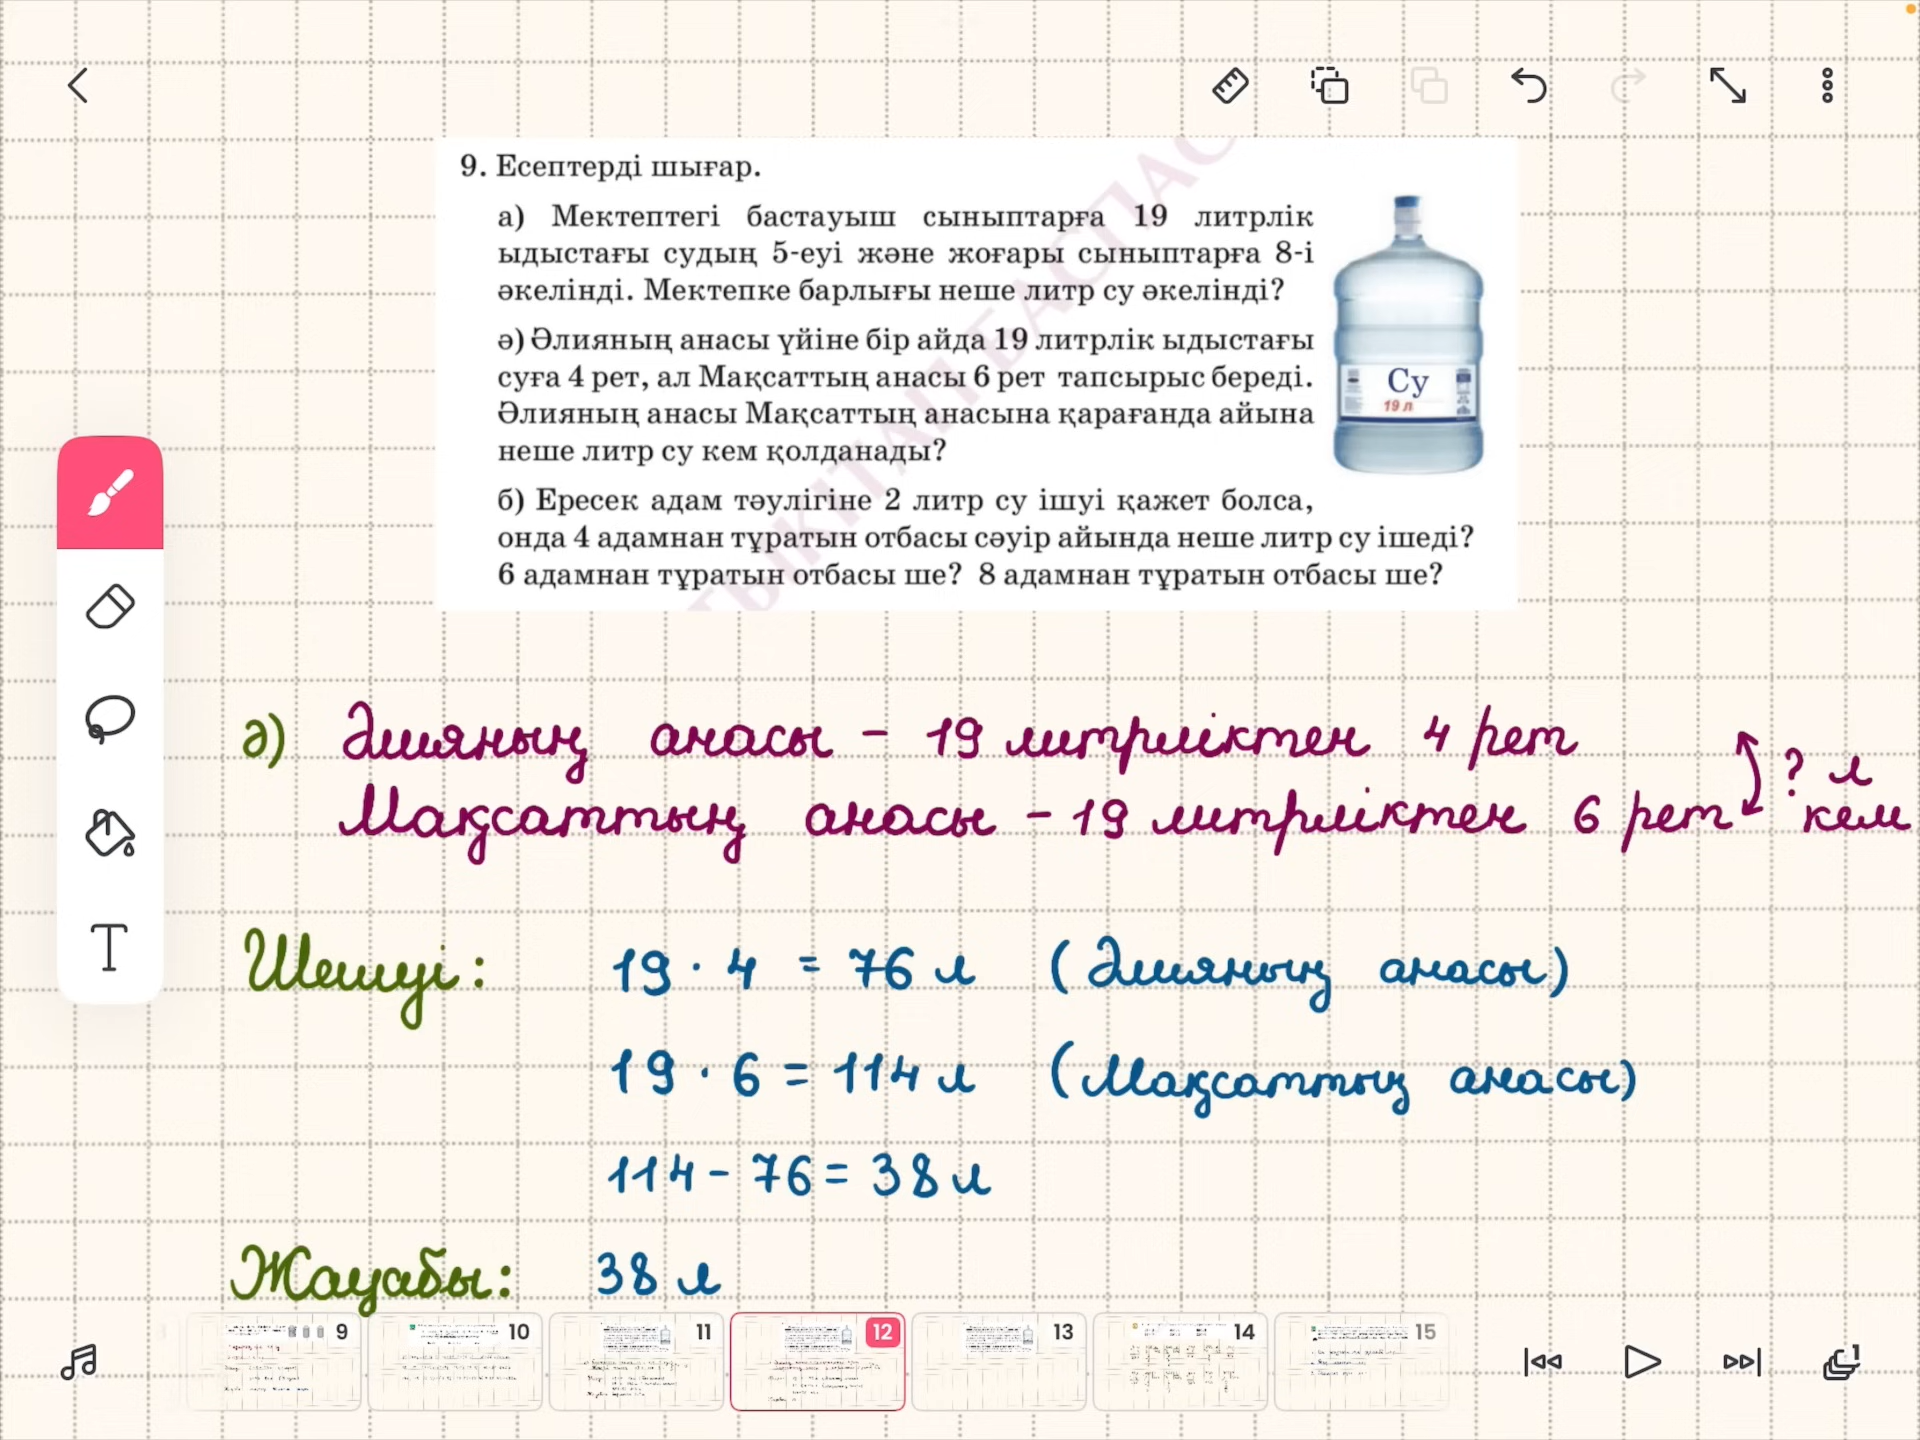 9. Есептерді шығар.
а) Мектептегі бастауыш сыныптарға 19 литрлік
ыдыстағы судың 5-еуі және жоғары сыныптарға 8-і
әкелінді. Мектепке барлығы неше литр су әкелінді?
ә) Әлияның анасы үйіне бір айда 19 литрлік ыдыстағы
суға 4 рет, ал Мақсаттың анасы 6 рет тапсырыс береді.
Әлияның анасы Мақсаттың анасына қарағанда айына
неше литр су кем қолданады?
б) Ересек адам тәулігіне 2 литр су ішуі қажет болса,
онда 4 адамнан тұратын отбасы сәуір айында неше литр су ішеді?
6 адамнан тұратын отбасы ше? 8 адамнан тұратын отбасы ше?
Су
19 л
ә) Әлияның анасы - 19 литрліктен 4 рет
Мақсаттың анасы - 19 литрліктен 6 рет
? л
кем
Шешуі: 19 · 4 = 76 л (Әлияның анасы)
19 · 6 = 114 л (Мақсаттың анасы)
114 - 76 = 38 л
Жауабы: 38 л
9 10 11 12 13 14 15